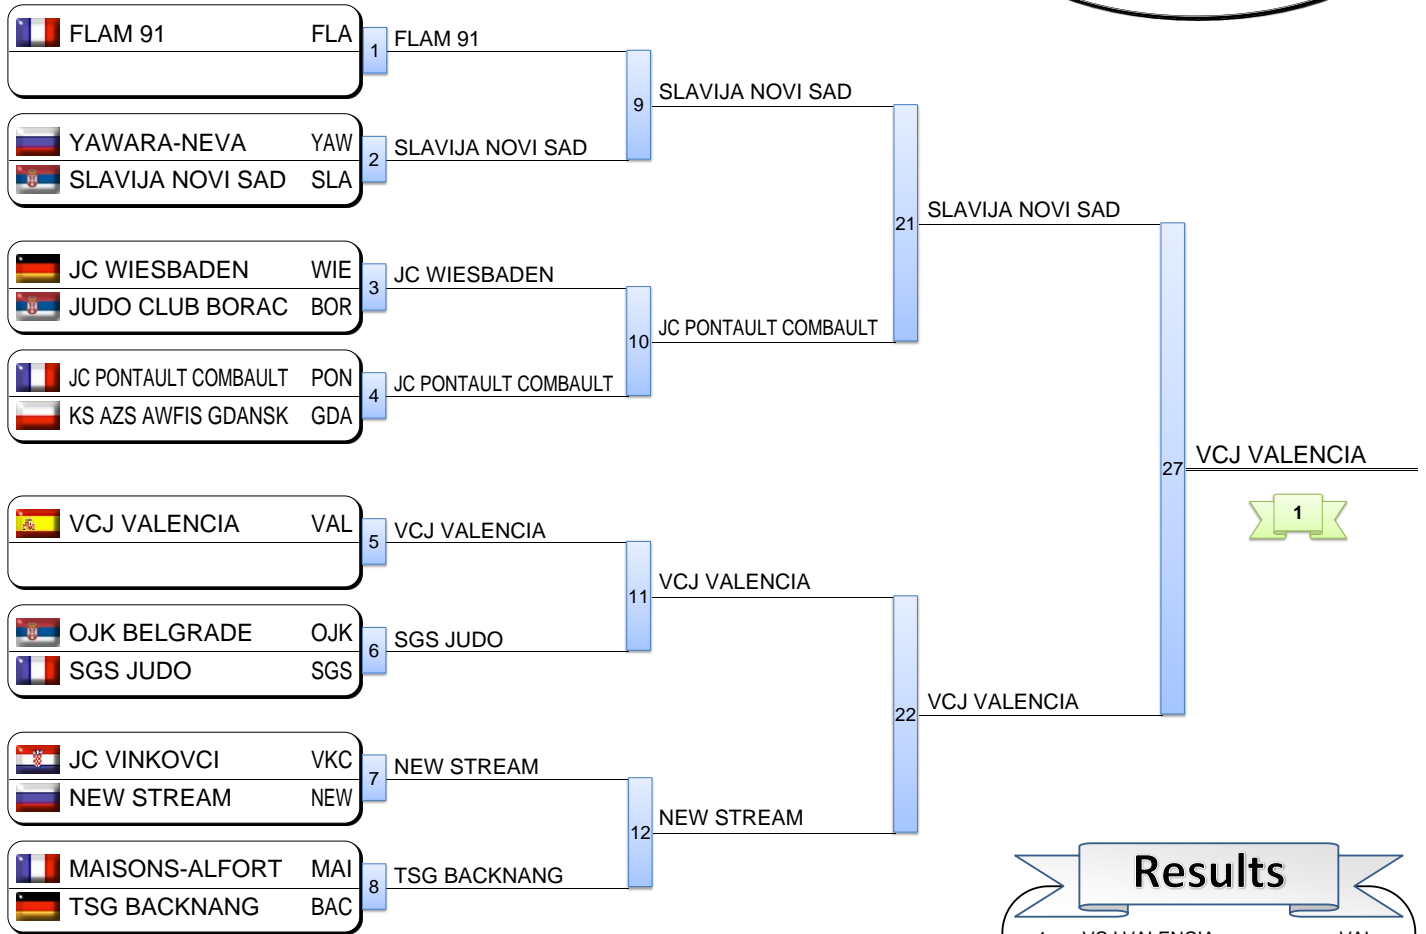 FLAM 91 FLA
1
FLAM 91
YAWARA-NEVA YAW
2
SLAVIJA NOVI SAD
SLAVIJA NOVI SAD SLA
9
SLAVIJA NOVI SAD
JC WIESBADEN WIE
3
JC WIESBADEN
JUDO CLUB BORAC BOR
JC PONTAULT COMBAULT PON
4
JC PONTAULT COMBAULT
KS AZS AWFIS GDANSK GDA
10
JC PONTAULT COMBAULT
21
SLAVIJA NOVI SAD
VCJ VALENCIA VAL
5
VCJ VALENCIA
OJK BELGRADE OJK
6
SGS JUDO
SGS JUDO SGS
11
VCJ VALENCIA
JC VINKOVCI VKC
7
NEW STREAM
NEW STREAM NEW
MAISONS-ALFORT MAI
8
TSG BACKNANG
TSG BACKNANG BAC
12
NEW STREAM
22
VCJ VALENCIA
27
VCJ VALENCIA
1
Results
1 VCJ VALENCIA VAL